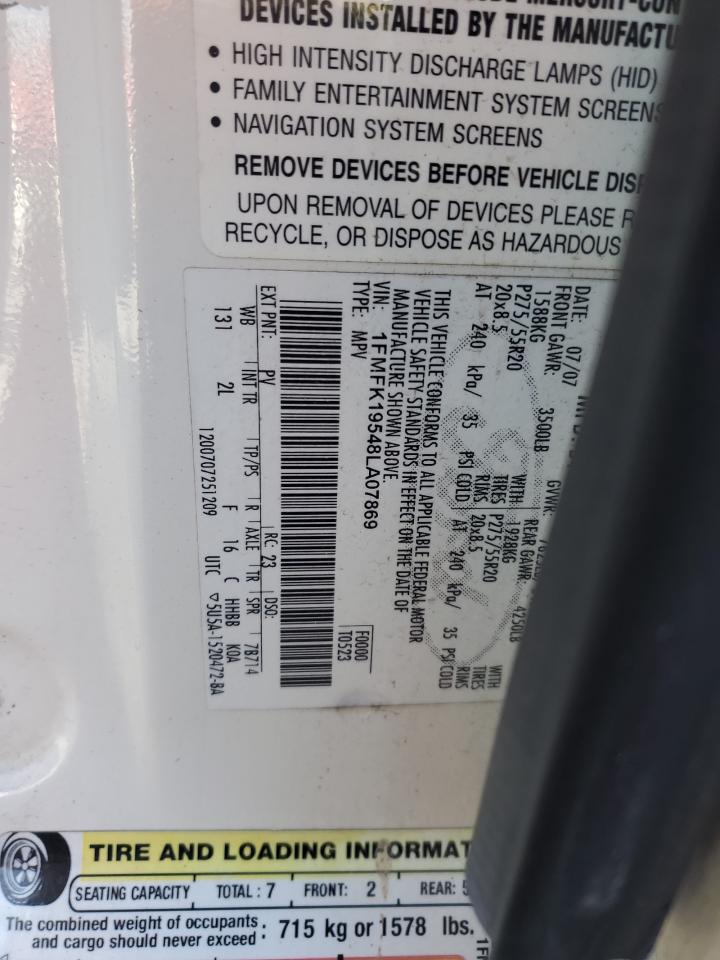 DEVICES INSTALLED BY THE
• HIGH INTENSITY DISCHARGE LAMPS (HID)
• FAMILY ENTERTAINMENT SYSTEM SCREENS
• NAVIGATION SYSTEM SCREENS
REMOVE DEVICES BEFORE VEHICLE
UPON REMOVAL OF DEVICES PLEASE
RECYCLE, OR DISPOSE AS HAZARDOUS
DATE: 07/07
FRONT GAWR: 3500LB GVWR:
1588KG REAR GAWR: 4250LB
P275/55R20 WITH TIRES 1928KG WITH TIRES
20x8.5 RIMS P275/55R20 RIMS
AT 240 kPa/ 35 PSI COLD 20x8.5 AT 240 kPa/ 35 PSI COLD
THIS VEHICLE CONFORMS TO ALL APPLICABLE FEDERAL MOTOR
VEHICLE SAFETY STANDARDS IN EFFECT ON THE DATE OF
MANUFACTURE SHOWN ABOVE.
VIN: 1FMFK19548LA07869
TYPE: MPV
F0000
T0523
EXT PNT: PV RC: 23 DSO:
WB INT TR TP/PS R AXLE TR SPR 7B714
131 2L F 16 C HHBB KOA
1200707251209 UTC ▽5U5A-1520472-BA
TIRE AND LOADING
SEATING CAPACITY TOTAL : 7 FRONT: 2 REAR: 5
The combined weight of occupants
and cargo should never exceed : 715 kg or 1578 lbs.